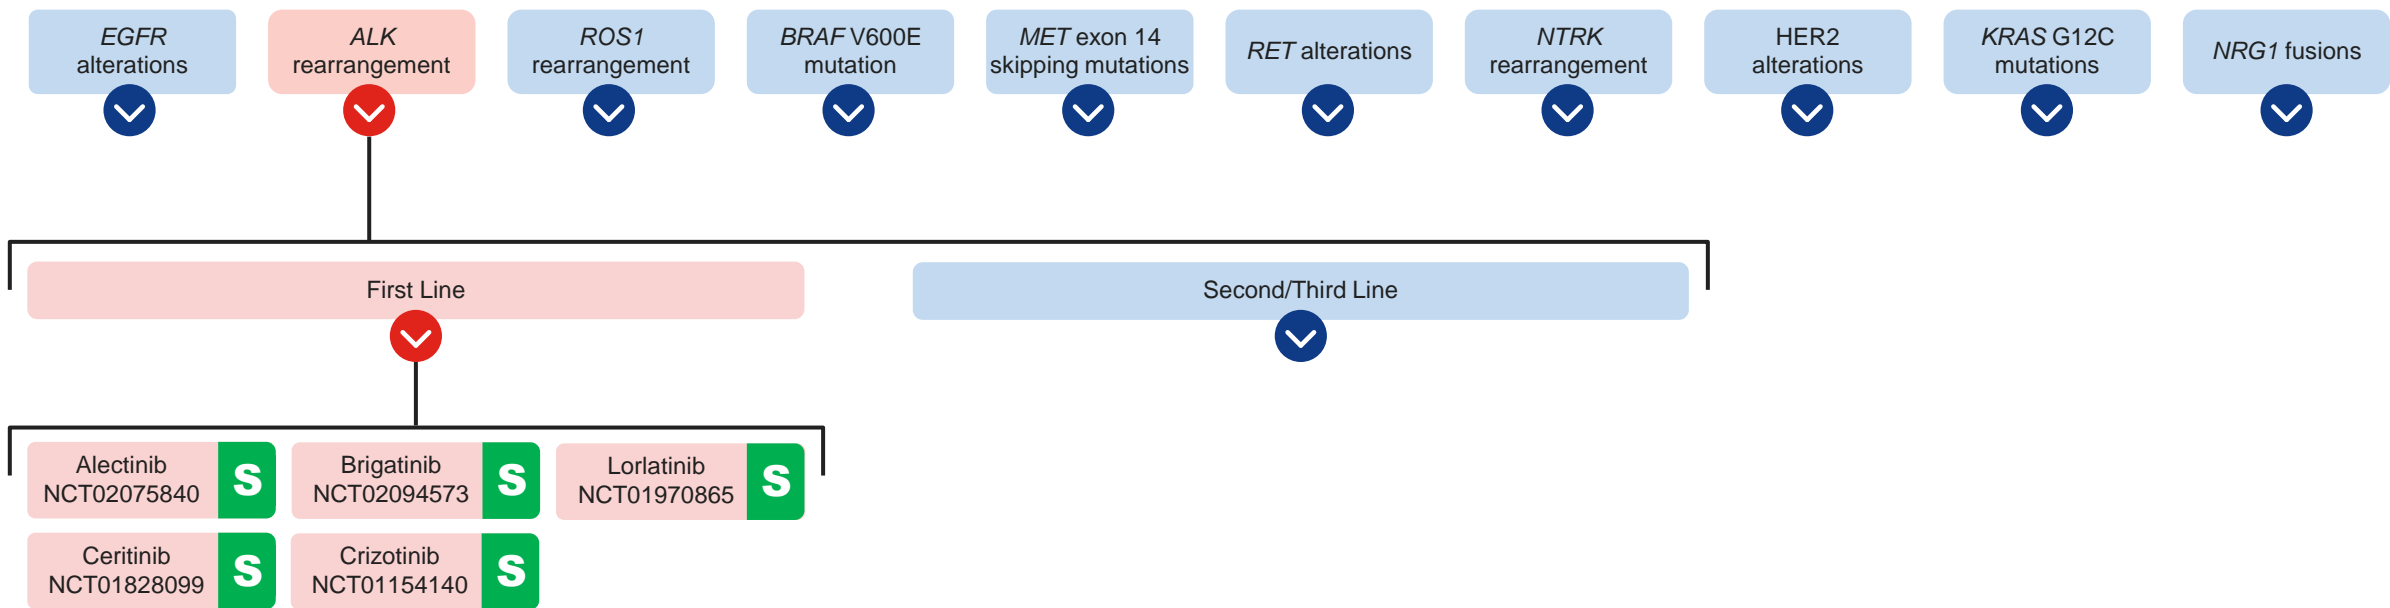 EGFR
alterations
ALK
rearrangement
ROS1
rearrangement
BRAF V600E
mutation
MET exon 14
skipping mutations
RET alterations
NTRK
rearrangement
HER2
alterations
KRAS G12C
mutations
NRG1 fusions
First Line
Second/Third Line
Alectinib
NCT02075840
S
Brigatinib
NCT02094573
S
Lorlatinib
NCT01970865
S
Ceritinib
NCT01828099
S
Crizotinib
NCT01154140
S